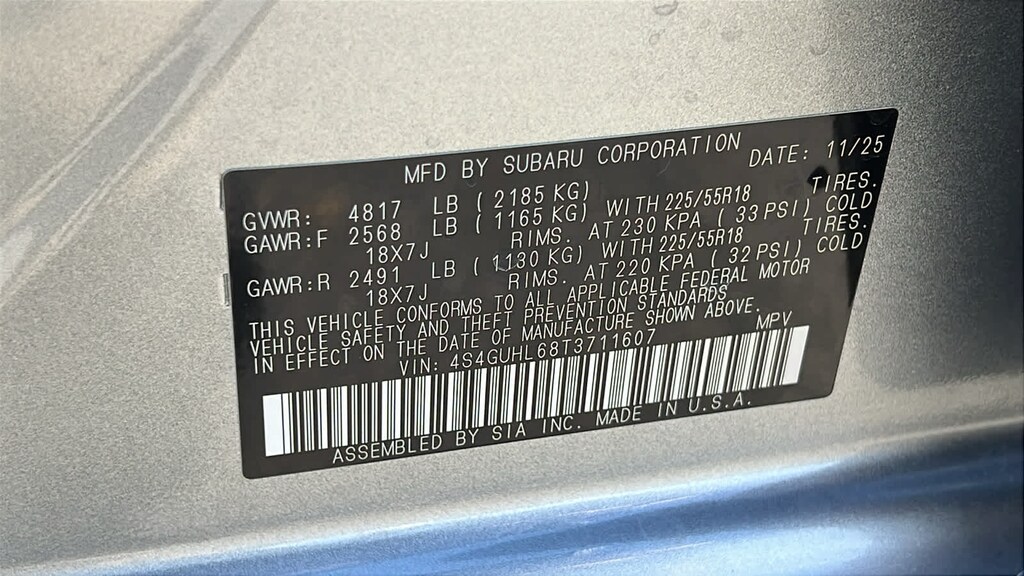 MFD BY SUBARU CORPORATION DATE: 11/25
GVWR: 4817 LB ( 2185 KG)
GAWR:F 2568 LB ( 1165 KG) WITH 225/55R18 TIRES.
18X7J RIMS. AT 230 KPA ( 33 PSI) COLD
GAWR:R 2491 LB ( 1130 KG) WITH 225/55R18 TIRES.
18X7J RIMS. AT 220 KPA ( 32 PSI) COLD
THIS VEHICLE CONFORMS TO ALL APPLICABLE FEDERAL MOTOR
VEHICLE SAFETY AND THEFT PREVENTION STANDARDS
IN EFFECT ON THE DATE OF MANUFACTURE SHOWN ABOVE.
VIN: 4S4GUHL68T3711607 MPV
ASSEMBLED BY SIA INC. MADE IN U.S.A.